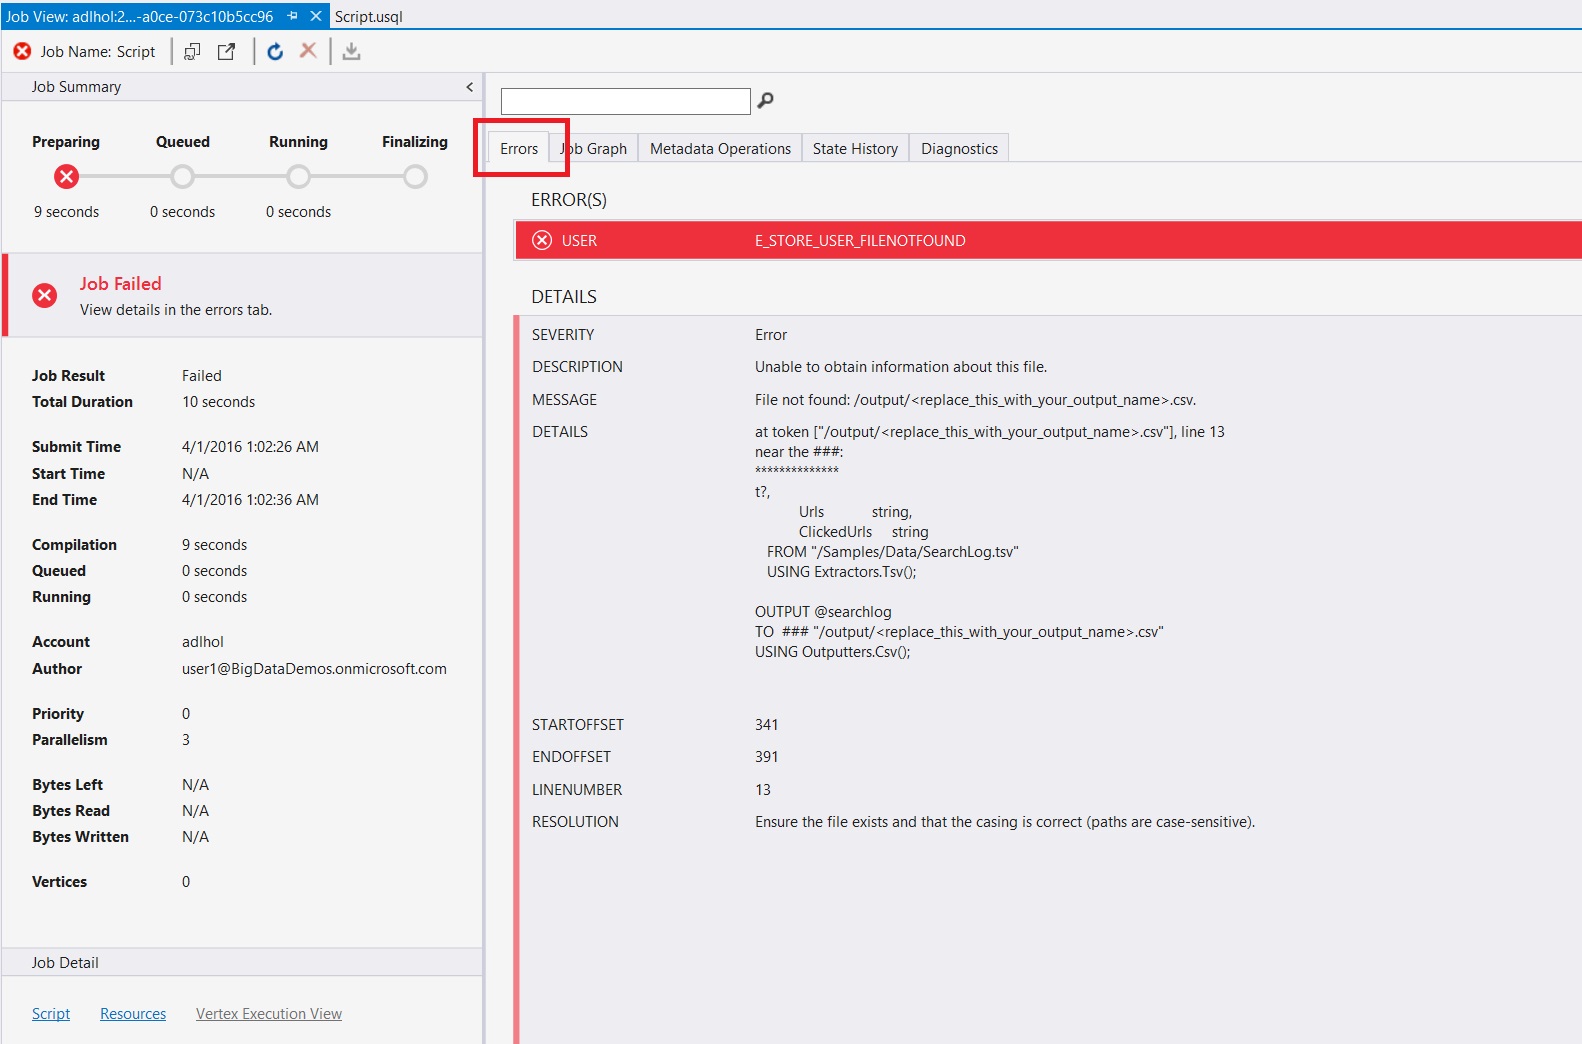 Job View: adlhol:2...-a0ce-073c10b5cc96 Script.usql
Job Name: Script
Job Summary
Preparing Queued Running Finalizing
9 seconds 0 seconds 0 seconds
Job Failed
View details in the errors tab.
Job Result Failed
Total Duration 10 seconds
Submit Time 4/1/2016 1:02:26 AM
Start Time N/A
End Time 4/1/2016 1:02:36 AM
Compilation 9 seconds
Queued 0 seconds
Running 0 seconds
Account adlhol
Author user1@BigDataDemos.onmicrosoft.com
Priority 0
Parallelism 3
Bytes Left N/A
Bytes Read N/A
Bytes Written N/A
Vertices 0
Job Detail
Script Resources Vertex Execution View
Errors Job Graph Metadata Operations State History Diagnostics
ERROR(S)
USER E_STORE_USER_FILENOTFOUND
DETAILS
SEVERITY Error
DESCRIPTION Unable to obtain information about this file.
MESSAGE File not found: /output/<replace_this_with_your_output_name>.csv.
DETAILS at token ["/output/<replace_this_with_your_output_name>.csv"], line 13
near the ###:
**************
t?,
Urls string,
ClickedUrls string
FROM "/Samples/Data/SearchLog.tsv"
USING Extractors.Tsv();
OUTPUT @searchlog
TO ### "/output/<replace_this_with_your_output_name>.csv"
USING Outputters.Csv();
STARTOFFSET 341
ENDOFFSET 391
LINENUMBER 13
RESOLUTION Ensure the file exists and that the casing is correct (paths are case-sensitive).